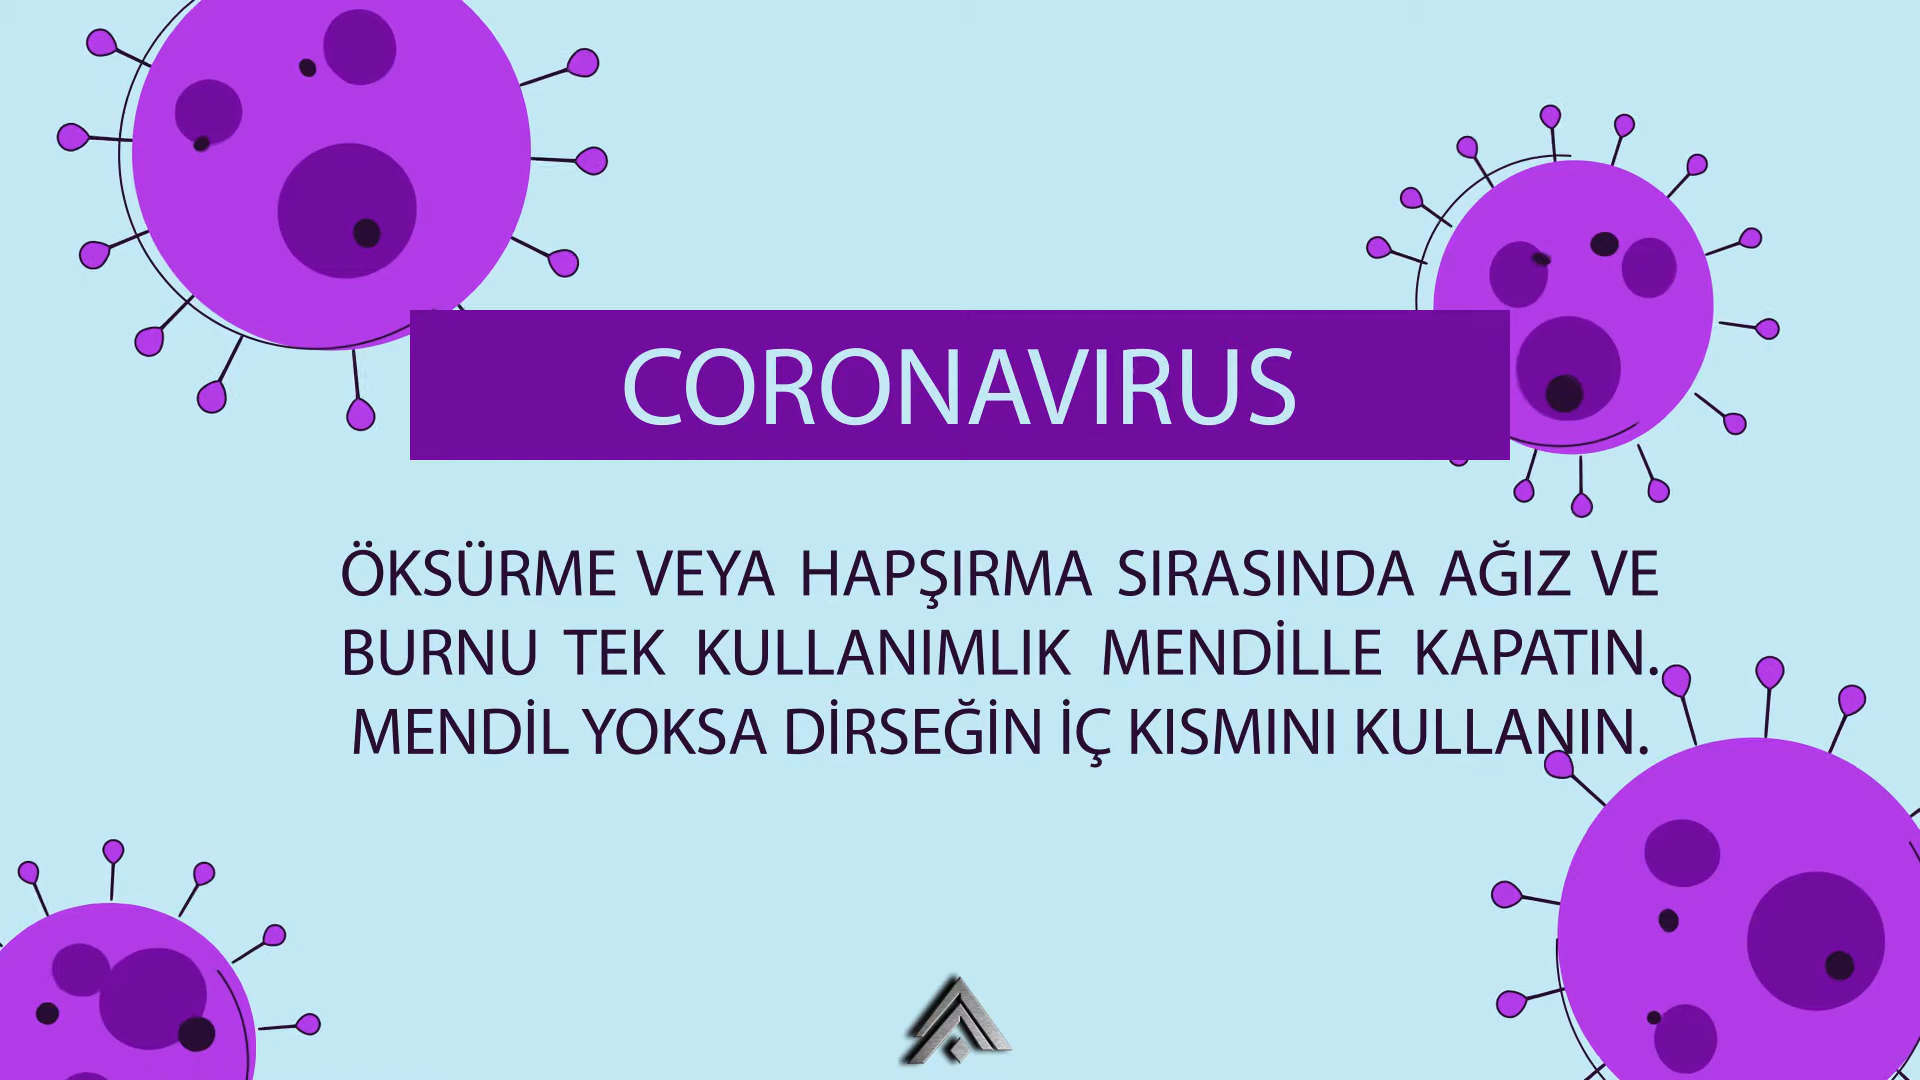 CORONAVIRUS
ÖKSÜRME VEYA HAPŞIRMA SIRASINDA AĞIZ VE
BURNU TEK KULLANIMLIK MENDİLLE KAPATIN.
MENDİL YOKSA DİRSEĞİN İÇ KISMINI KULLANIN.